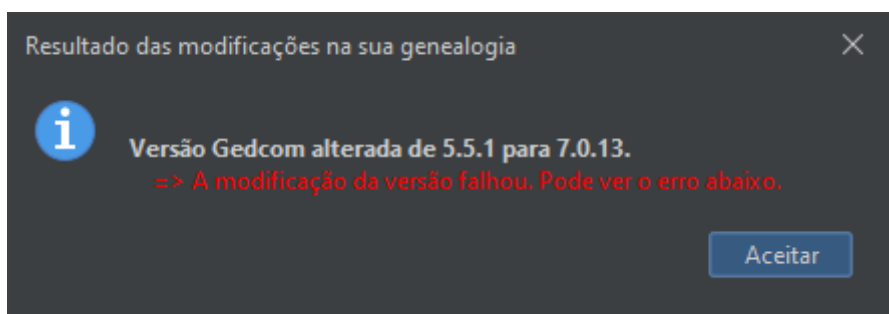 Resultado das modificações na sua genealogia
Versão Gedcom alterada de 5.5.1 para 7.0.13.
=> A modificação da versão falhou. Pode ver o erro abaixo.
Aceitar